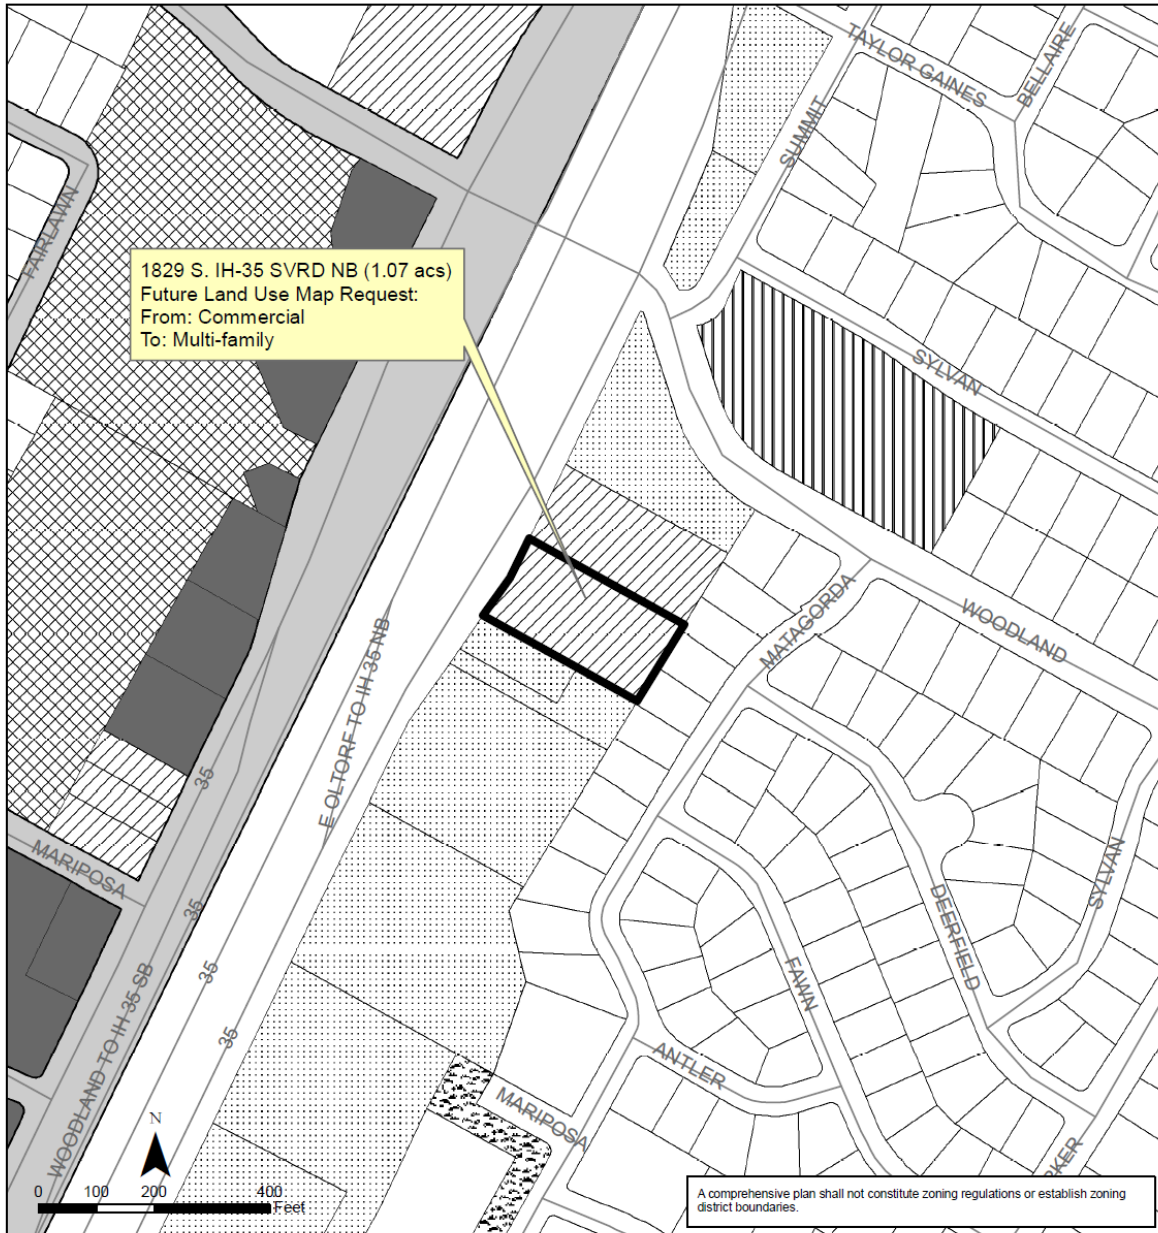 TAYLOR GAINES
BELLAIRE
SUMMIT
FAIRLAWN
1829 S. IH-35 SVRD NB (1.07 acs)
Future Land Use Map Request:
From: Commercial
To: Multi-family
SYLVAN
MATAGORDA
WOODLAND
E OLTORF TO IH 35 NB
35
MARIPOSA
SYLVAN
DEERFIELD
35
FAWN
35
WOODLAND TO IH 35 SB
35
ANTLER
MARIPOSA
N
RKER
0 100 200 400
Feet
A comprehensive plan shall not constitute zoning regulations or establish zoning
district boundaries.